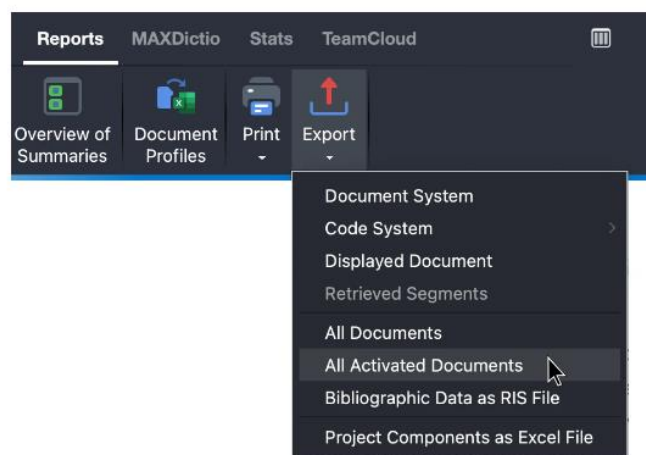 Reports MAXDictio Stats TeamCloud
Overview of Summaries
Document Profiles
Print
Export
Document System
Code System
Displayed Document
Retrieved Segments
All Documents
All Activated Documents
Bibliographic Data as RIS File
Project Components as Excel File